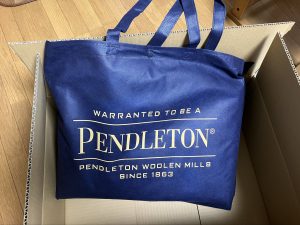 WARRANTED TO BE A
PENDLETON®
PENDLETON WOOLEN MILLS
SINCE 1863